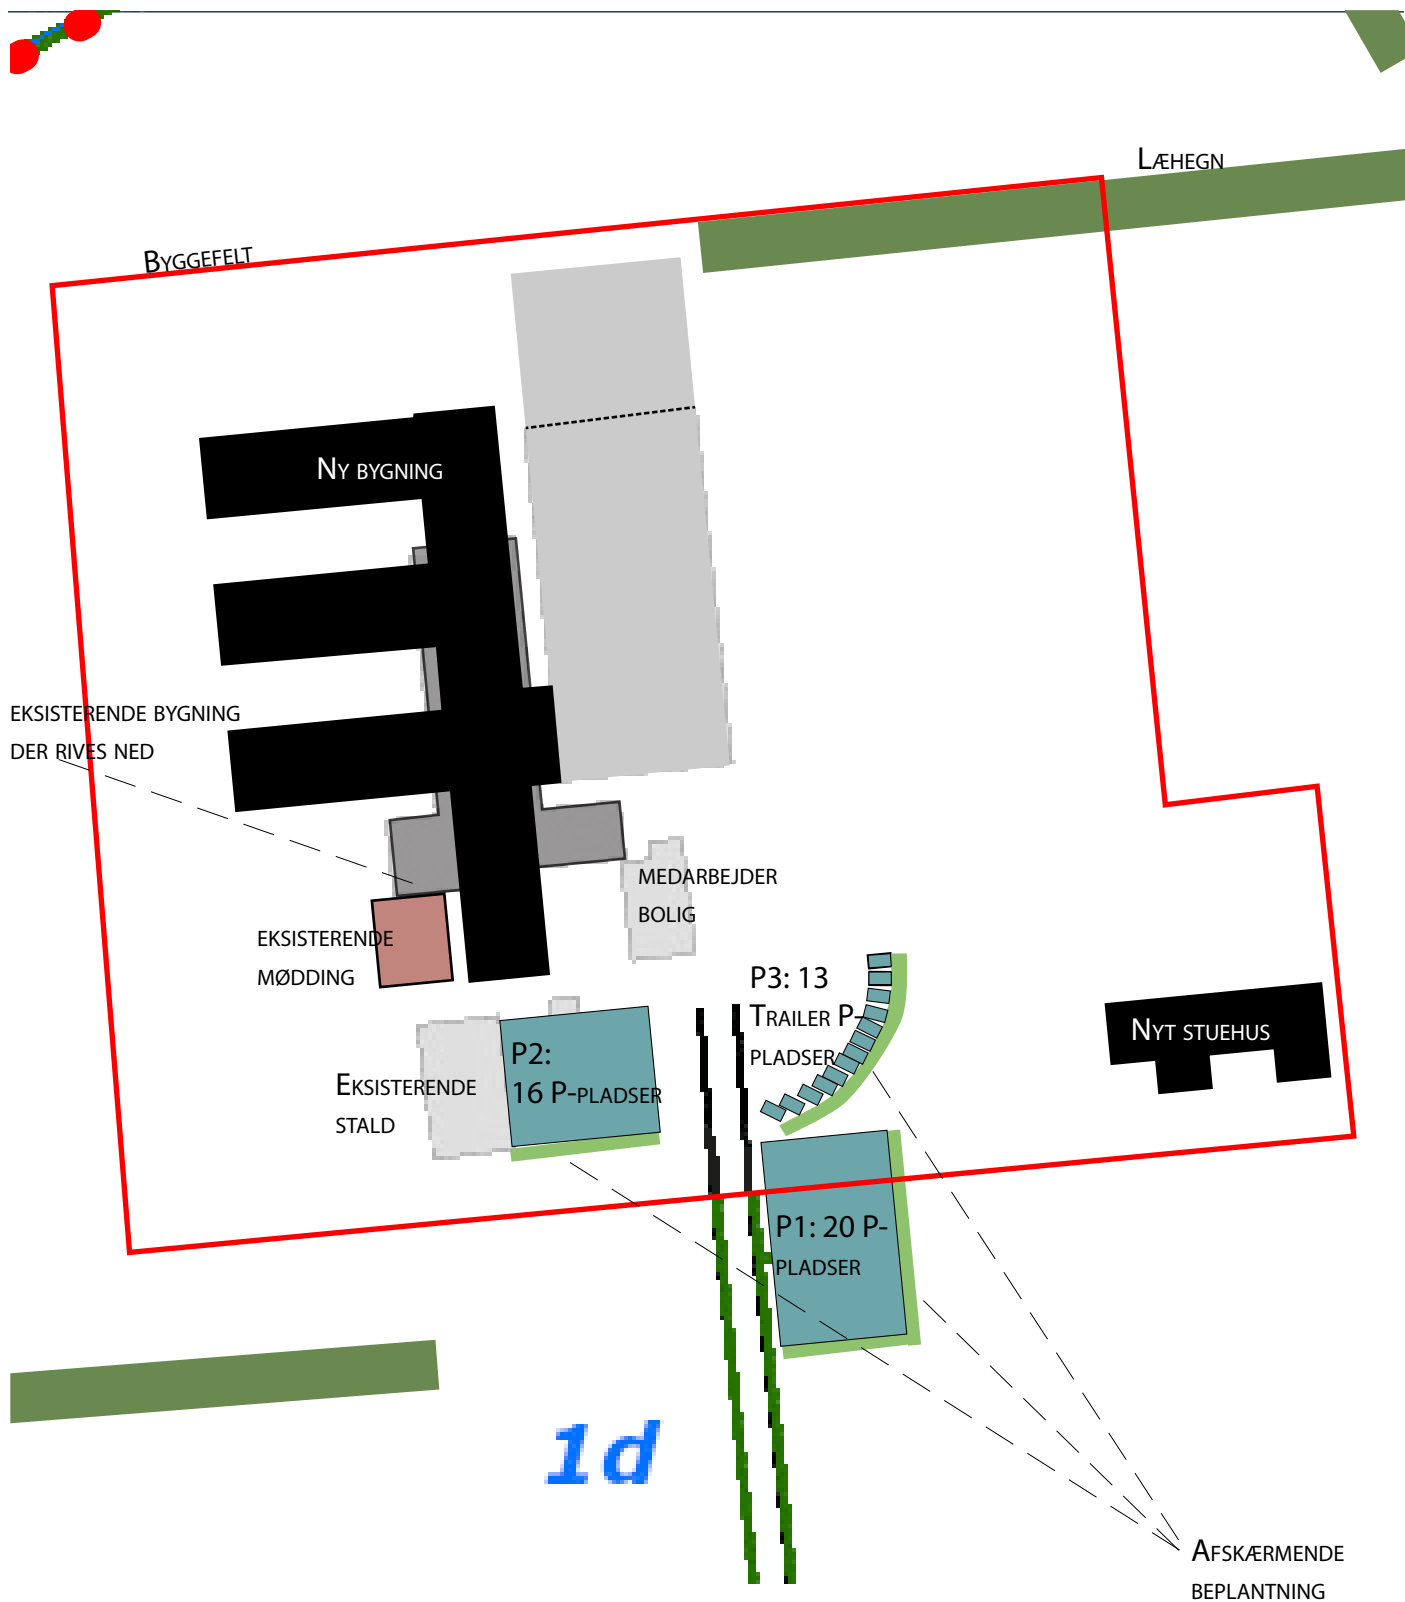 Læhegn
Byggefelt
Ny bygning
eksisterende bygning
der rives ned
medarbejder
bolig
eksisterende
mødding
P3: 13
Trailer P-
pladser
Nyt stuehus
P2:
16 P-pladser
Eksisterende
stald
P1: 20 P-
pladser
1d
Afskærmende
beplantning